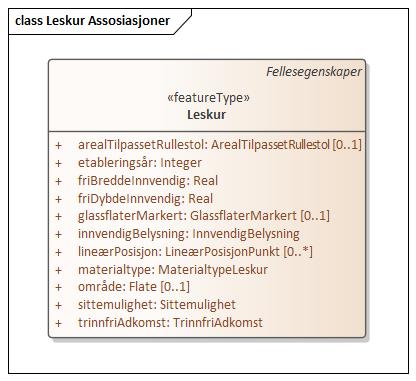 class Leskur Assosiasjoner
Fellesegenskaper
«featureType»
Leskur
+ arealTilpassetRullestol: ArealTilpassetRullestol [0..1]
+ etableringsår: Integer
+ friBreddeInnvendig: Real
+ friDybdeInnvendig: Real
+ glassflaterMarkert: GlassflaterMarkert [0..1]
+ innvendigBelysning: InnvendigBelysning
+ lineærPosisjon: LineærPosisjonPunkt [0..*]
+ materialtype: MaterialtypeLeskur
+ område: Flate [0..1]
+ sittemulighet: Sittemulighet
+ trinnfriAdkomst: TrinnfriAdkomst